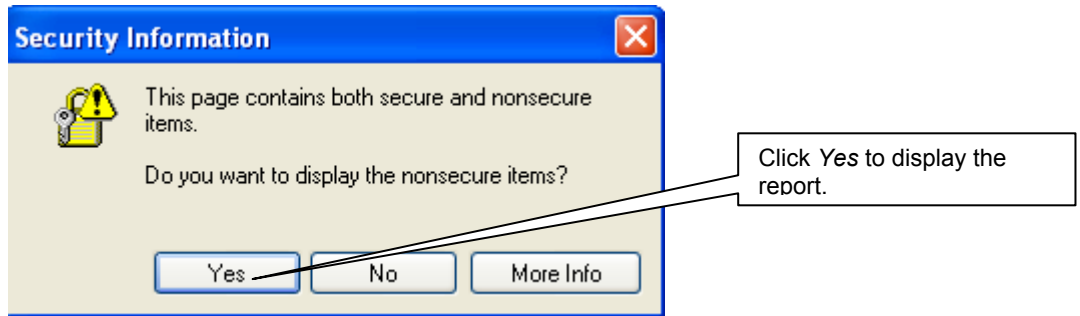 Security Information
This page contains both secure and nonsecure
items.
Do you want to display the nonsecure items?
Yes No More Info
Click Yes to display the
report.